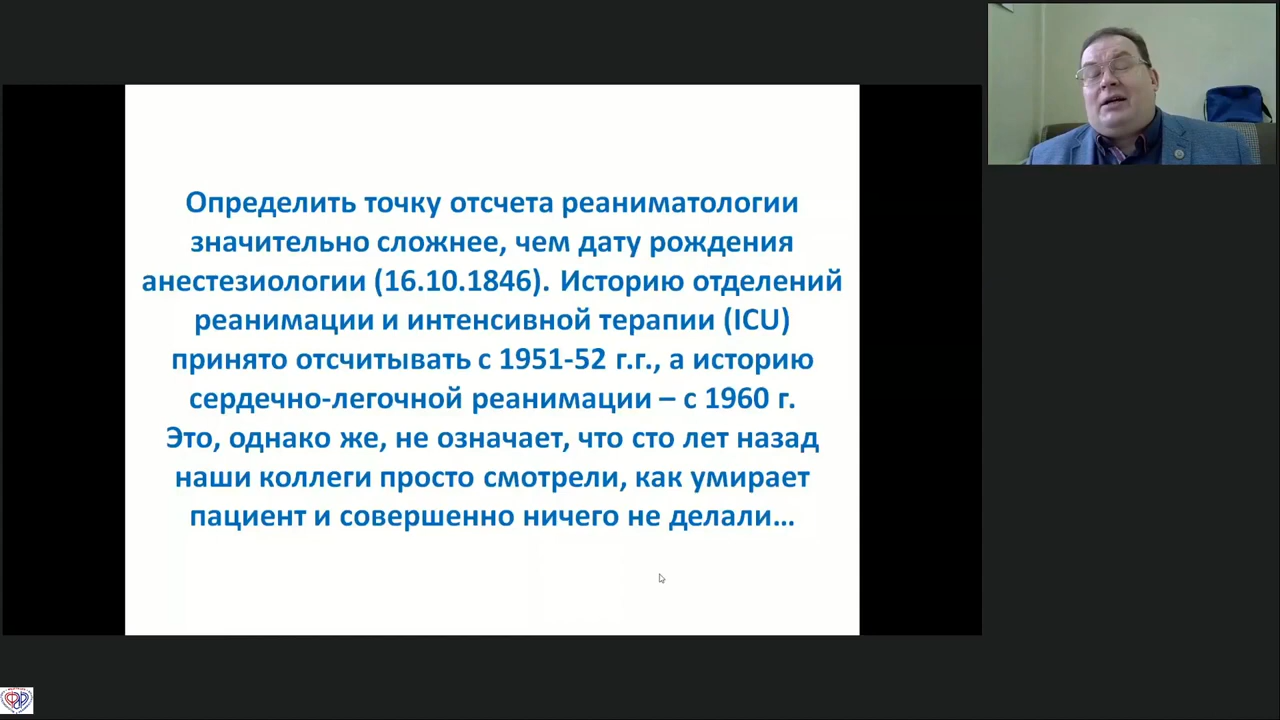 Определить точку отсчета реаниматологии
значительно сложнее, чем дату рождения
анестезиологии (16.10.1846). Историю отделений
реанимации и интенсивной терапии (ICU)
принято отсчитывать с 1951-52 г.г., а историю
сердечно-легочной реанимации – с 1960 г.
Это, однако же, не означает, что сто лет назад
наши коллеги просто смотрели, как умирает
пациент и совершенно ничего не делали…